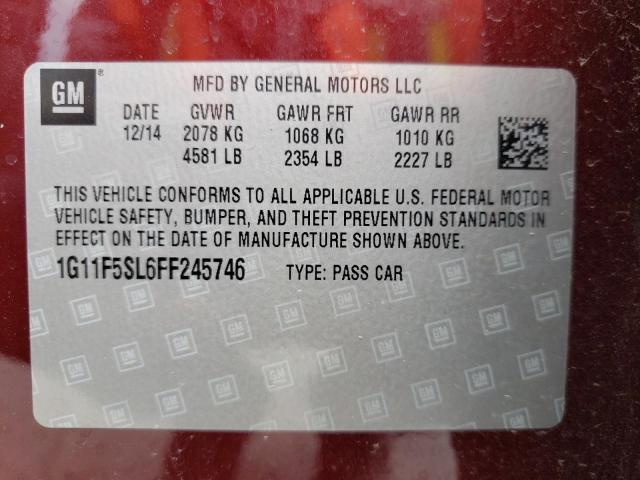 GM
MFD BY GENERAL MOTORS LLC
DATE GVWR GAWR FRT GAWR RR
12/14 2078 KG 1068 KG 1010 KG
4581 LB 2354 LB 2227 LB
THIS VEHICLE CONFORMS TO ALL APPLICABLE U.S. FEDERAL MOTOR
VEHICLE SAFETY, BUMPER, AND THEFT PREVENTION STANDARDS IN
EFFECT ON THE DATE OF MANUFACTURE SHOWN ABOVE.
1G11F5SL6FF245746 TYPE: PASS CAR